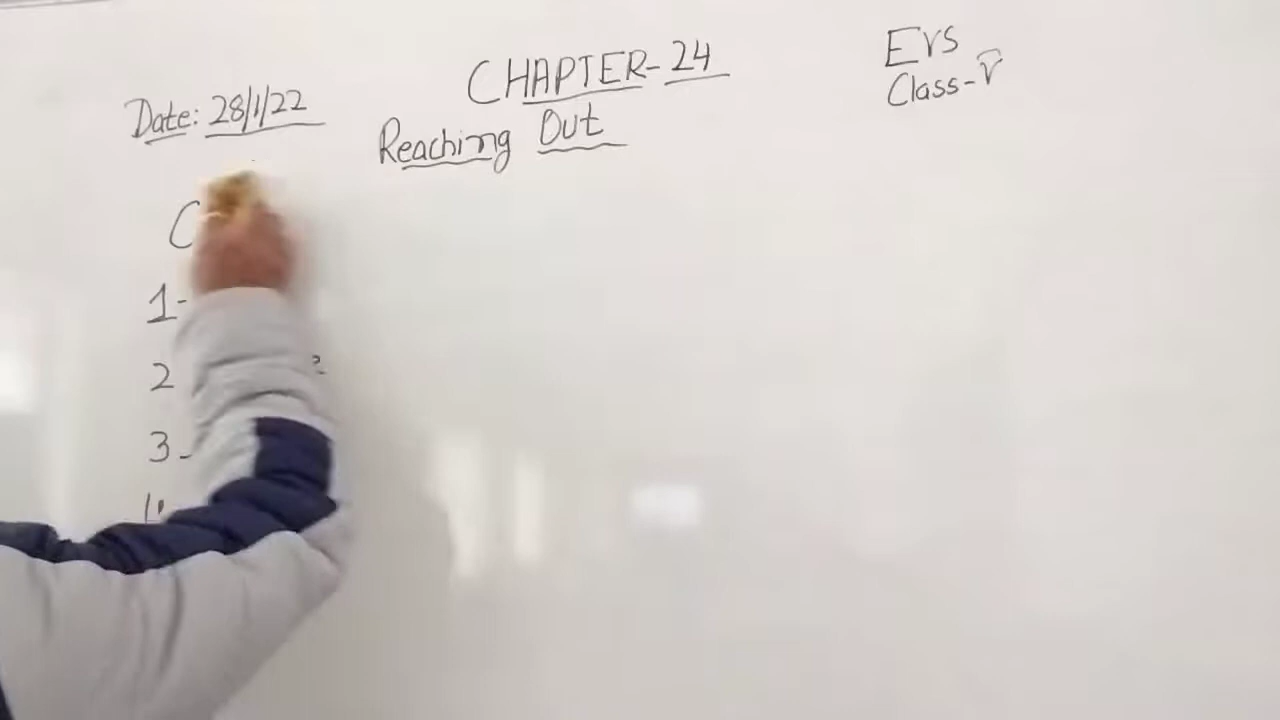 CHAPTER-24
Evs
Class-V
Date: 28/1/22
Reaching Out
C
1-
2
3-